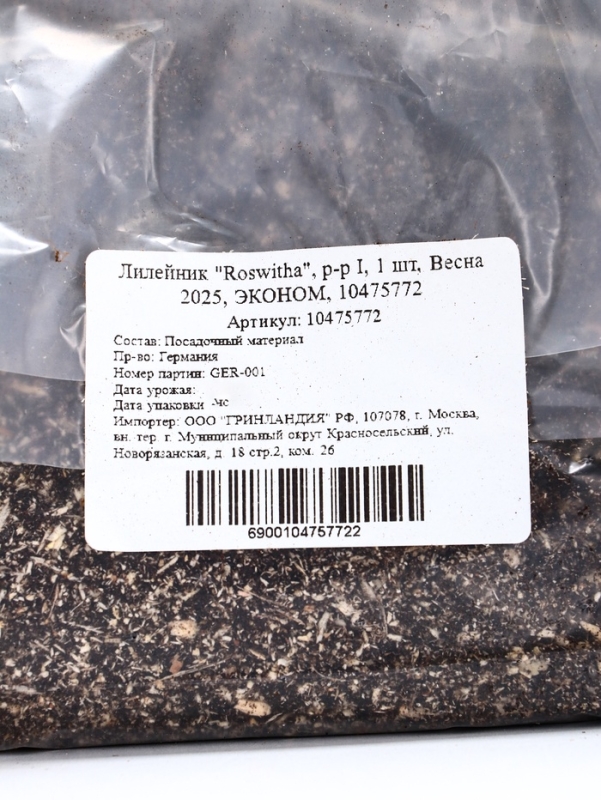 Лилейник "Roswitha", р-р I, 1 шт, Весна
2025, ЭКОНОМ, 10475772
Артикул: 10475772
Состав: Посадочный материал
Пр-во: Германия
Номер партии: GER-001
Дата урожая:
Дата упаковки
Импортер: ООО "ГРИНЛАНДИЯ" РФ, 107078, г. Москва,
вн. тер. г. Муниципальный округ Красносельский, ул.
Новорязанская, д. 18 стр.2, ком. 26
6900104757722